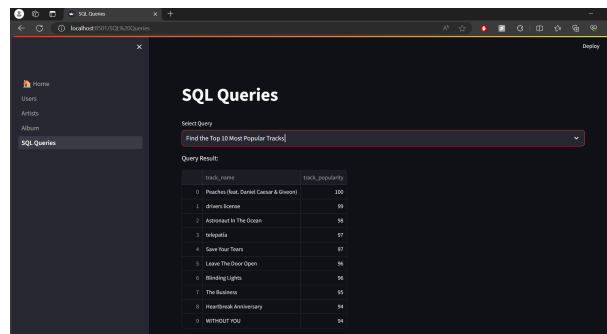 SQL Queries
localhost:8501/SQL%20Queries
Deploy
Home
Users
Artists
Album
SQL Queries
SQL Queries
Select Query
Find the Top 10 Most Popular Tracks
Query Result:
track_name track_popularity
0 Peaches (feat. Daniel Caesar & Giveon) 100
1 drivers license 99
2 Astronaut In The Ocean 98
3 telepatía 97
4 Save Your Tears 97
5 Leave The Door Open 96
6 Blinding Lights 96
7 The Business 95
8 Heartbreak Anniversary 94
9 WITHOUT YOU 94